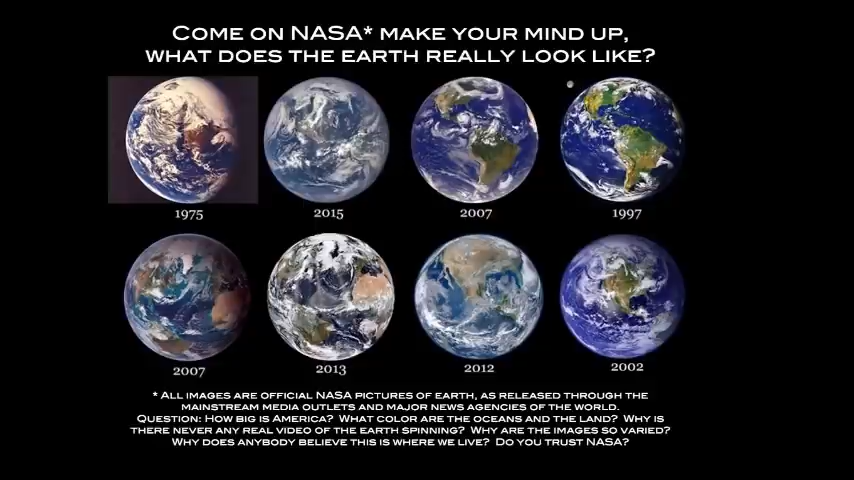 Come on NASA* make your mind up,
what does the earth really look like?
1975
2015
2007
1997
2007
2013
2012
2002
* All images are official NASA pictures of earth, as released through the
mainstream media outlets and major news agencies of the world.
Question: How big is America? What color are the oceans and the land? Why is
there never any real video of the earth spinning? Why are the images so varied?
Why does anybody believe this is where we live? Do you trust NASA?